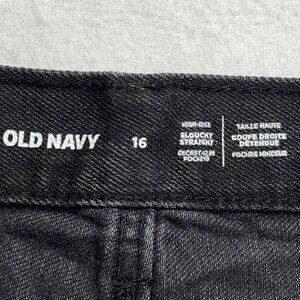 OLD NAVY
16
HIGH-RISE
SLOUCHY
STRAIGHT
SECRET-SLIM
POCKETS
TAILLE HAUTE
COUPE DROITE
DÉTENDUE
POCHES MINCEUR